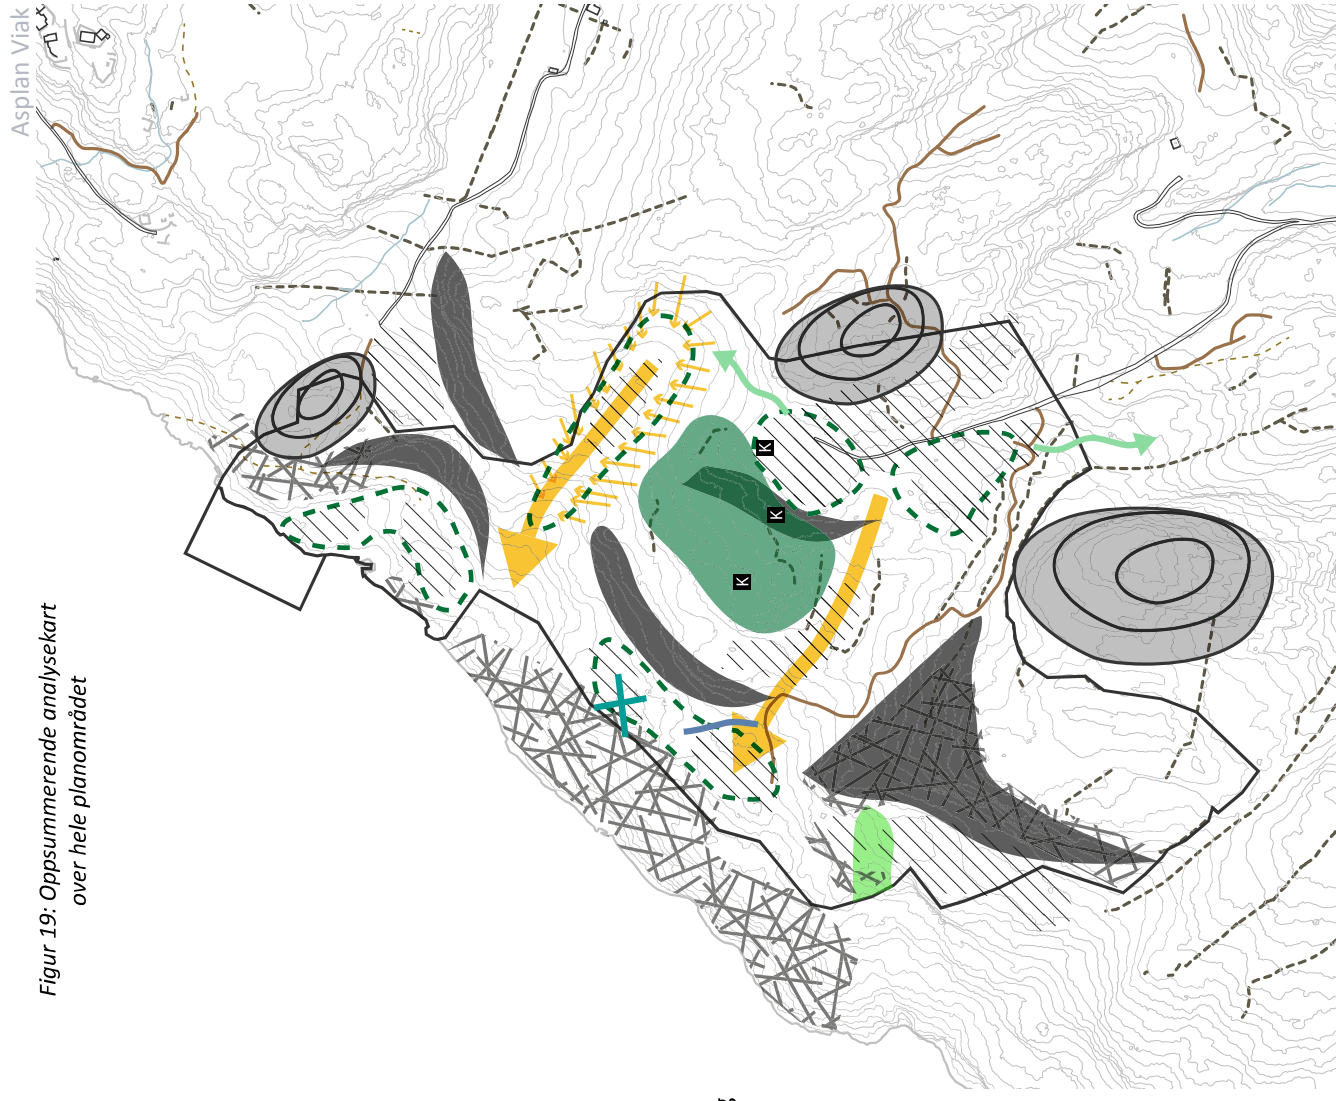 Asplan Viak
Figur 19: Oppsummerende analysekart
over hele planområdet
K
K
K